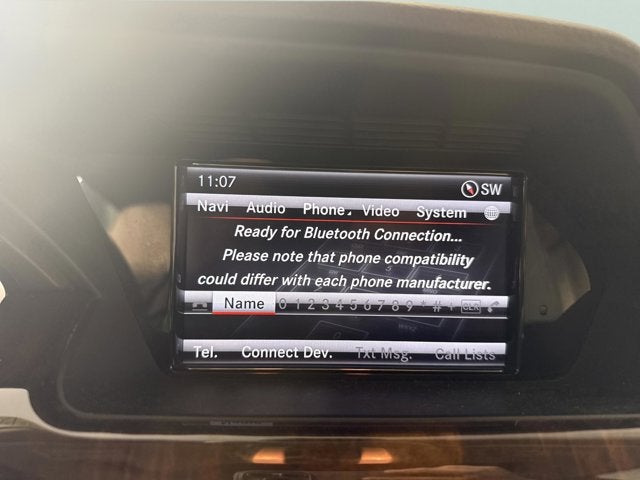 11:07 SW
Navi Audio Phone Video System
Ready for Bluetooth Connection...
Please note that phone compatibility
could differ with each phone manufacturer.
Name 0 1 2 3 4 5 6 7 8 9 * # + CLR
Tel. Connect Dev. Txt Msg. Call Lists